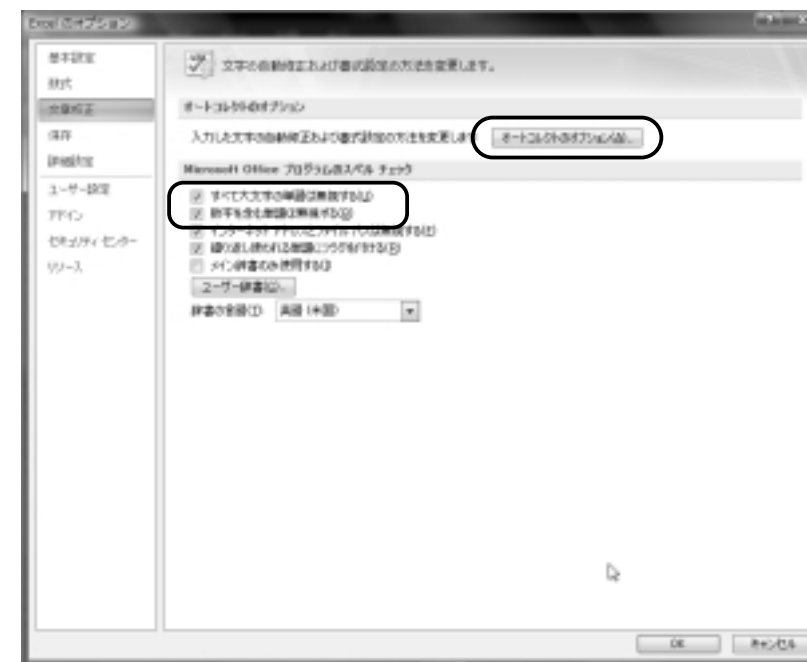 Excel のオプション
基本設定
数式
文章校正
保存
詳細設定
ユーザー設定
アドイン
セキュリティ センター
リソース
文字の自動修正および書式設定の方法を変更します。
オートコレクトのオプション
入力した文字の自動修正および書式設定の方法を変更します
オートコレクトのオプション(A)...
Microsoft Office プログラムのスペル チェック
すべて大文字の単語は無視する(U)
数字を含む単語は無視する(B)
インターネット アドレスとファイル パスは無視する(F)
繰り返し使われる単語にフラグを付ける(R)
メイン辞書のみ使用する(I)
ユーザー辞書(C)...
辞書の言語(I)
英語 (米国)
OK
キャンセル